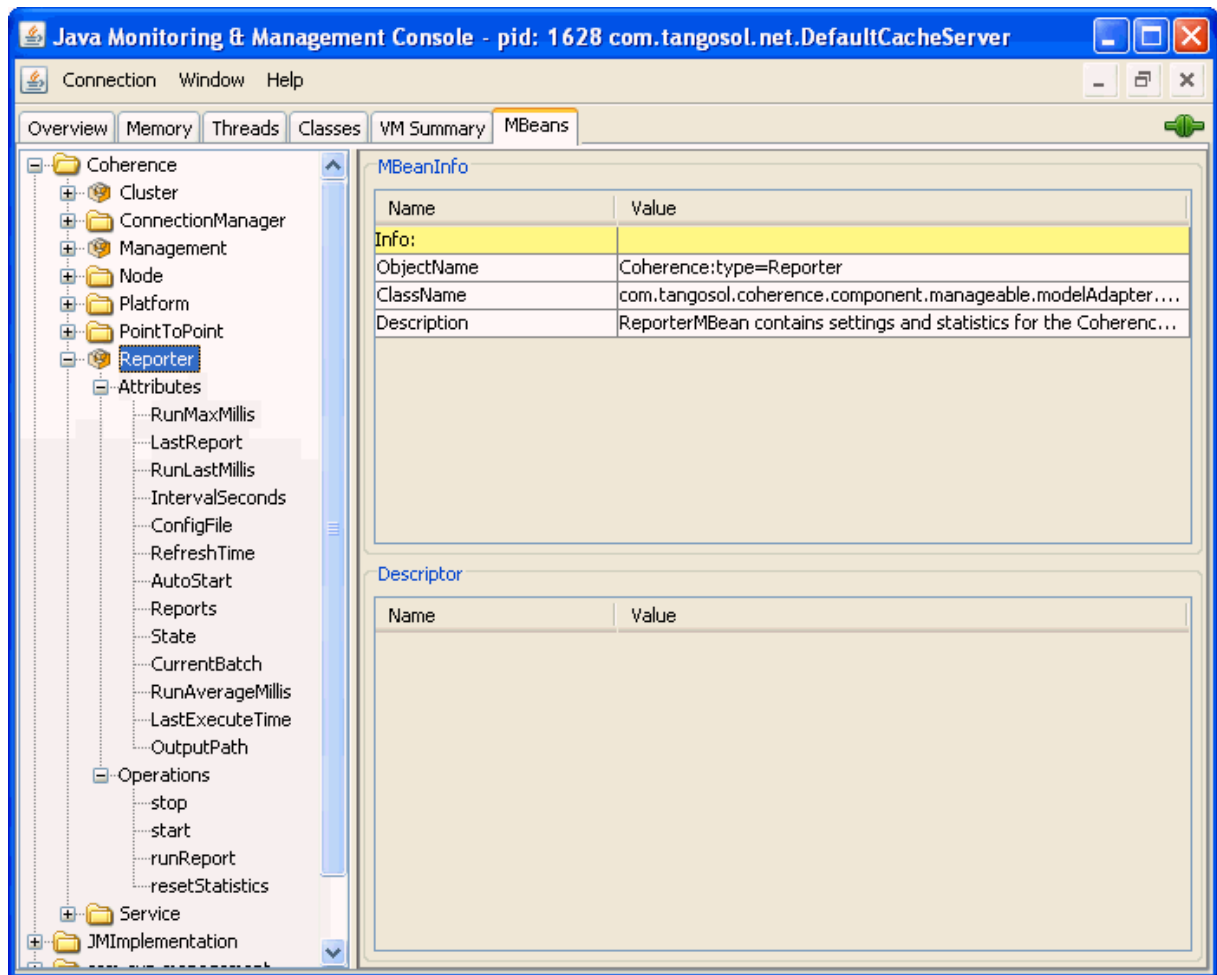 Java Monitoring & Management Console - pid: 1628 com.tangosol.net.DefaultCacheServer
Connection Window Help
Overview Memory Threads Classes VM Summary MBeans
Coherence
Cluster
ConnectionManager
Management
Node
Platform
PointToPoint
Reporter
Attributes
RunMaxMillis
LastReport
RunLastMillis
IntervalSeconds
ConfigFile
RefreshTime
AutoStart
Reports
State
CurrentBatch
RunAverageMillis
LastExecuteTime
OutputPath
Operations
stop
start
runReport
resetStatistics
Service
JMImplementation
MBeanInfo
Name Value
Info:
ObjectName Coherence:type=Reporter
ClassName com.tangosol.coherence.component.manageable.modelAdapter....
Description ReporterMBean contains settings and statistics for the Coherenc...
Descriptor
Name Value